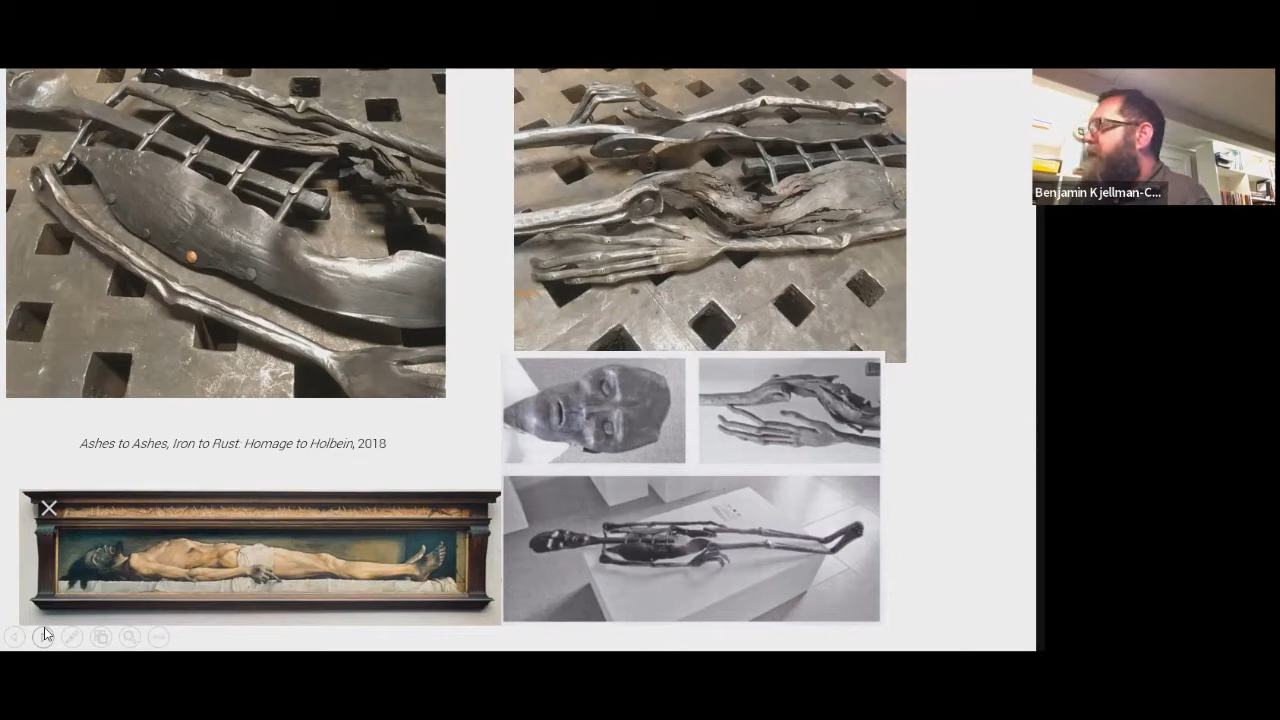 Benjamin Kjellman-C...
Ashes to Ashes, Iron to Rust: Homage to Holbein, 2018